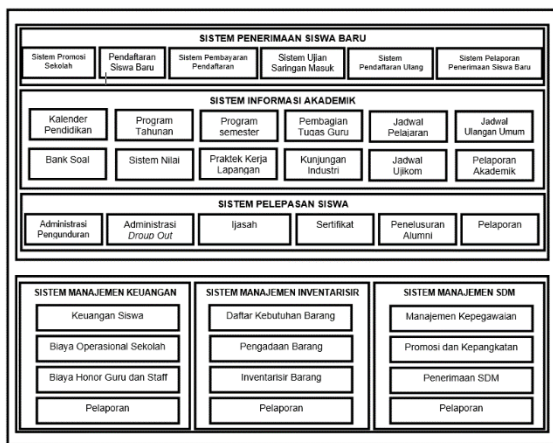 SISTEM PENERIMAAN SISWA BARU
Sistem Promosi
Sekolah
Pendaftaran
Siswa Baru
Sistem Pembayaran
Pendaftaran
Sistem Ujian
Saringan Masuk
Sistem
Pendaftaran Ulang
Sistem Pelaporan
Penerimaan Siswa Baru
SISTEM INFORMASI AKADEMIK
Kalender
Pendidikan
Program
Tahunan
Program
semester
Pembagian
Tugas Guru
Jadwal
Pelajaran
Jadwal
Ulangan Umum
Bank Soal
Sistem Nilai
Praktek Kerja
Lapangan
Kunjungan
Industri
Jadwal
Ujikom
Pelaporan
Akademik
SISTEM PELEPASAN SISWA
Administrasi
Pengunduran
Administrasi
Droup Out
Ijasah
Sertifikat
Penelusuran
Alumni
Pelaporan
SISTEM MANAJEMEN KEUANGAN
Keuangan Siswa
Biaya Operasional Sekolah
Biaya Honor Guru dan Staff
Pelaporan
SISTEM MANAJEMEN INVENTARISIR
Daftar Kebutuhan Barang
Pengadaan Barang
Inventarisir Barang
Pelaporan
SISTEM MANAJEMEN SDM
Manajemen Kepegawaian
Promosi dan Kepangkatan
Penerimaan SDM
Pelaporan